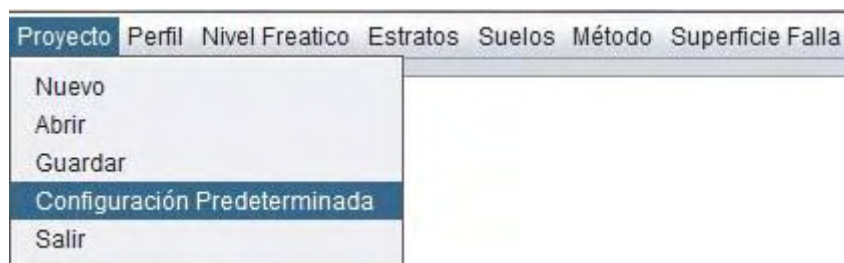 Proyecto Perfil Nivel Freatico Estratos Suelos Método Superficie Falla
Nuevo
Abrir
Guardar
Configuración Predeterminada
Salir